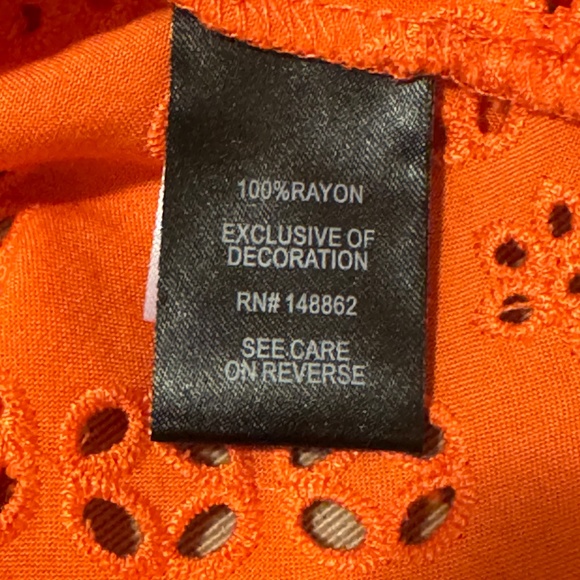 100%RAYON
EXCLUSIVE OF
DECORATION
RN# 148862
SEE CARE
ON REVERSE